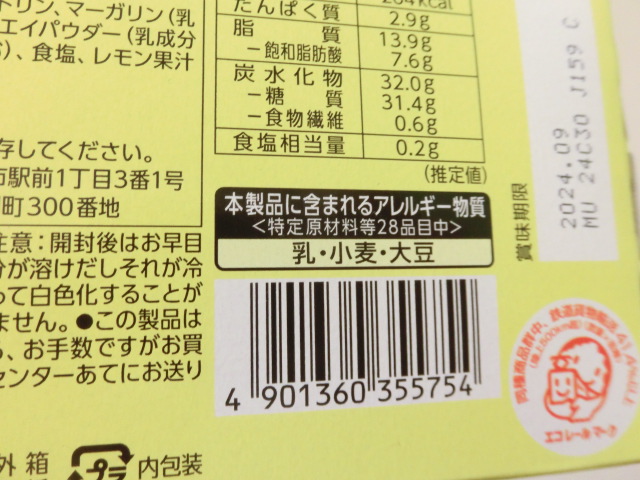 トリン、マーガリン(乳
エイパウダー(乳成分
、食塩、レモン果汁
存してください。
市駅前1丁目3番1号
町300番地
注意:開封後はお早目
分が溶けだしそれが冷
って白色化することが
ません。●この製品は
、お手数ですがお買
センターあてにお送り
外箱
プラ
内包装
264kcal
たんぱく質 2.9g
脂質 13.9g
−飽和脂肪酸 7.6g
炭水化物 32.0g
−糖質 31.4g
−食物繊維 0.6g
食塩相当量 0.2g
(推定値)
本製品に含まれるアレルギー物質
<特定原材料等28品目中>
乳・小麦・大豆
4 901360 355754
賞味期限
2024.09
MU 24C30 J159 C
エコレールマーク